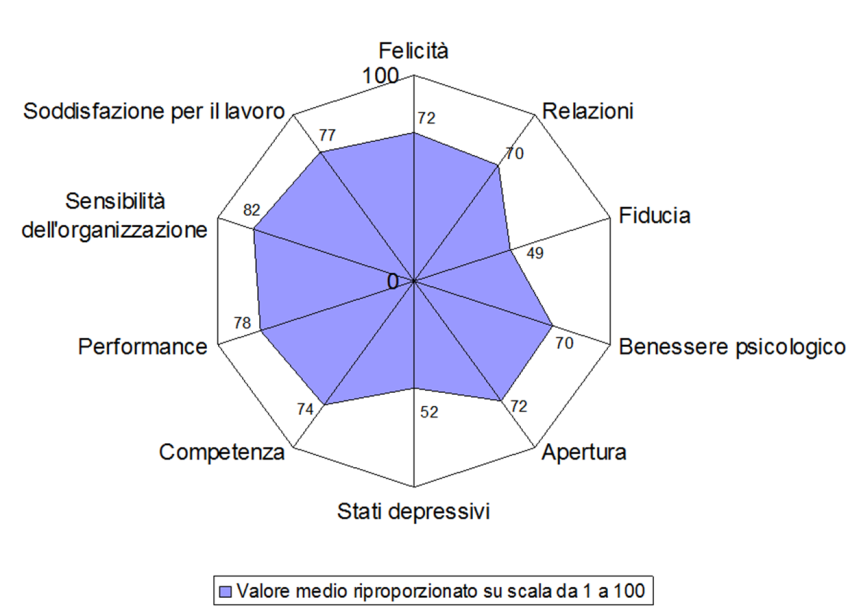 Felicità
100
72
Soddisfazione per il lavoro
Relazioni
77
70
Sensibilità
dell'organizzazione
82
Fiducia
49
0
78
Performance
70
Benessere psicologico
74
52
72
Competenza
Apertura
Stati depressivi
Valore medio riproporzionato su scala da 1 a 100